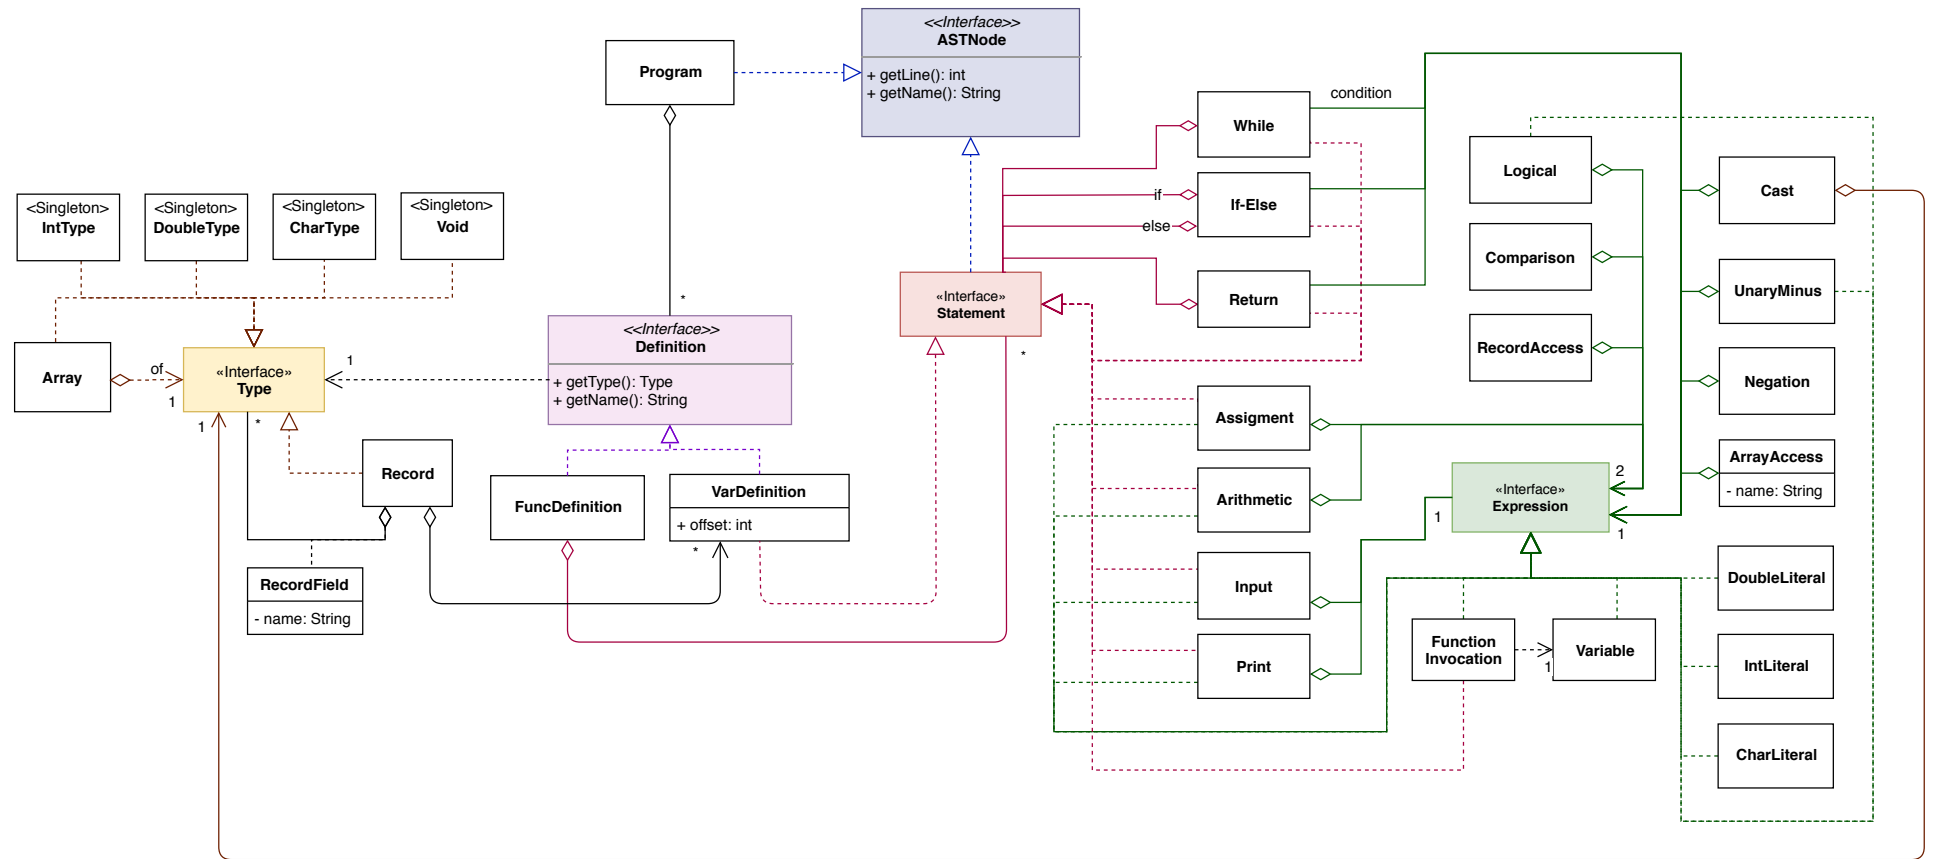 <<Interface>>
ASTNode
+ getLine(): int
+ getName(): String
Program
*
<Singleton>
IntType
<Singleton>
DoubleType
<Singleton>
CharType
<Singleton>
Void
Array
of
1
«Interface»
Type
1
1
*
<<Interface>>
Definition
+ getType(): Type
+ getName(): String
Record
RecordField
- name: String
FuncDefinition
VarDefinition
+ offset: int
*
«Interface»
Statement
*
While
condition
if
else
If-Else
Return
Assigment
Arithmetic
Input
Print
Logical
Comparison
RecordAccess
Cast
UnaryMinus
Negation
ArrayAccess
- name: String
2
«Interface»
Expression
1
1
Function
Invocation
1
Variable
DoubleLiteral
IntLiteral
CharLiteral